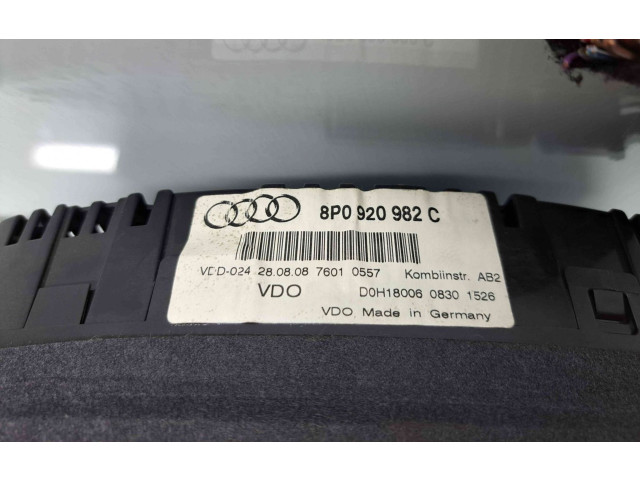 8P0 920 982 C
VDD-024 28.08.08 7601 0557 Kombiinstr. AB2
VDO D0H18006 0830 1526
VDO, Made in Germany